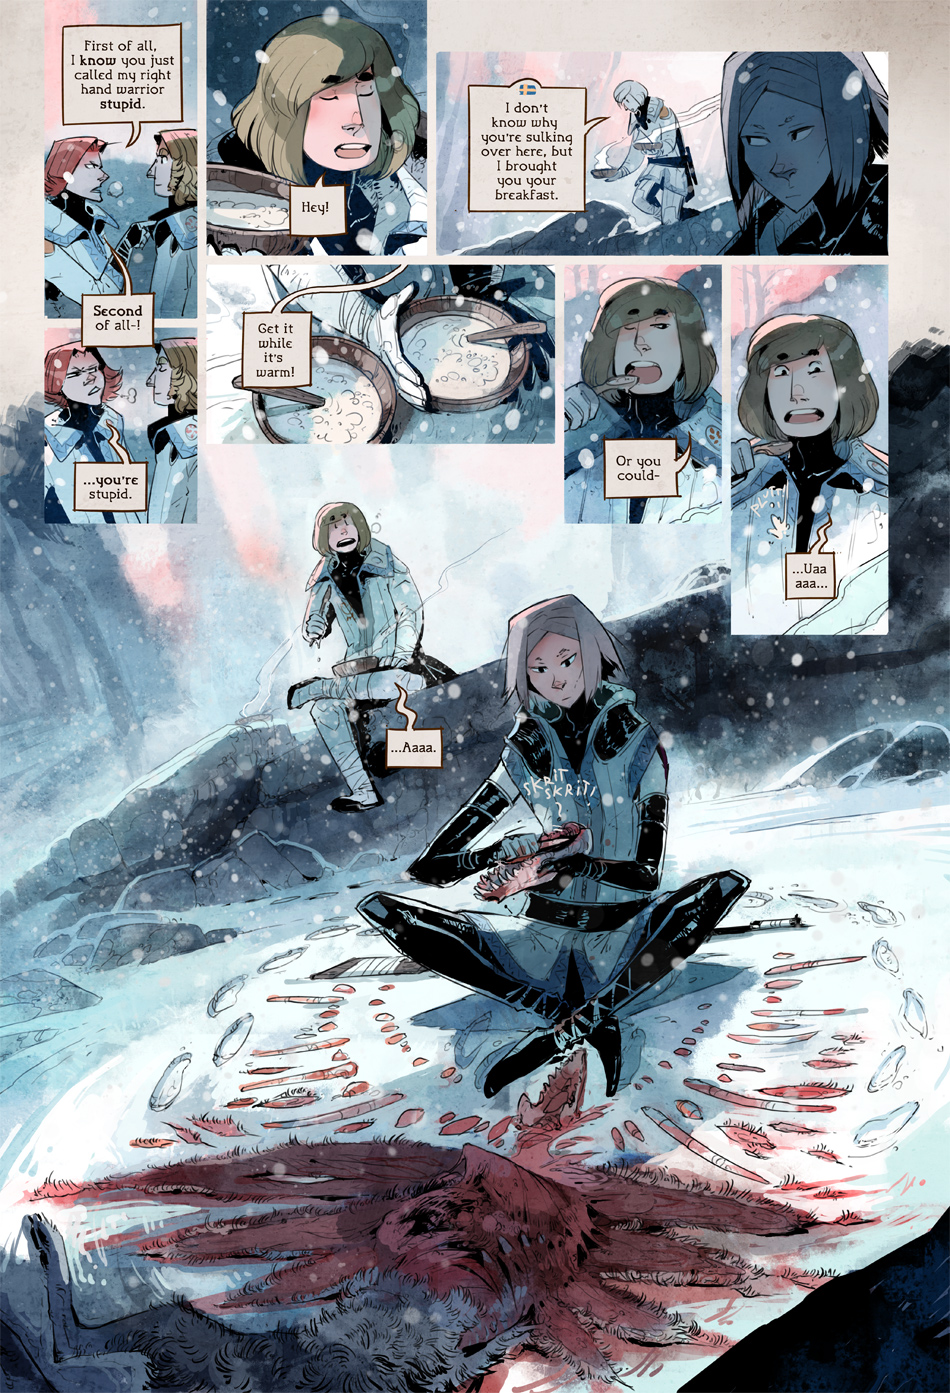 First of all,
I know you just
called my right
hand warrior
stupid.
Second
of all-!
...you're
stupid.
Hey!
I don't
know why
you're sulking
over here, but
I brought
you your
breakfast.
Get it
while
it's
warm!
Or you
could-
PLUTT!
...Uaa
aaa...
...Aaaa.
SKRIT
SKRIT
SKRIT!